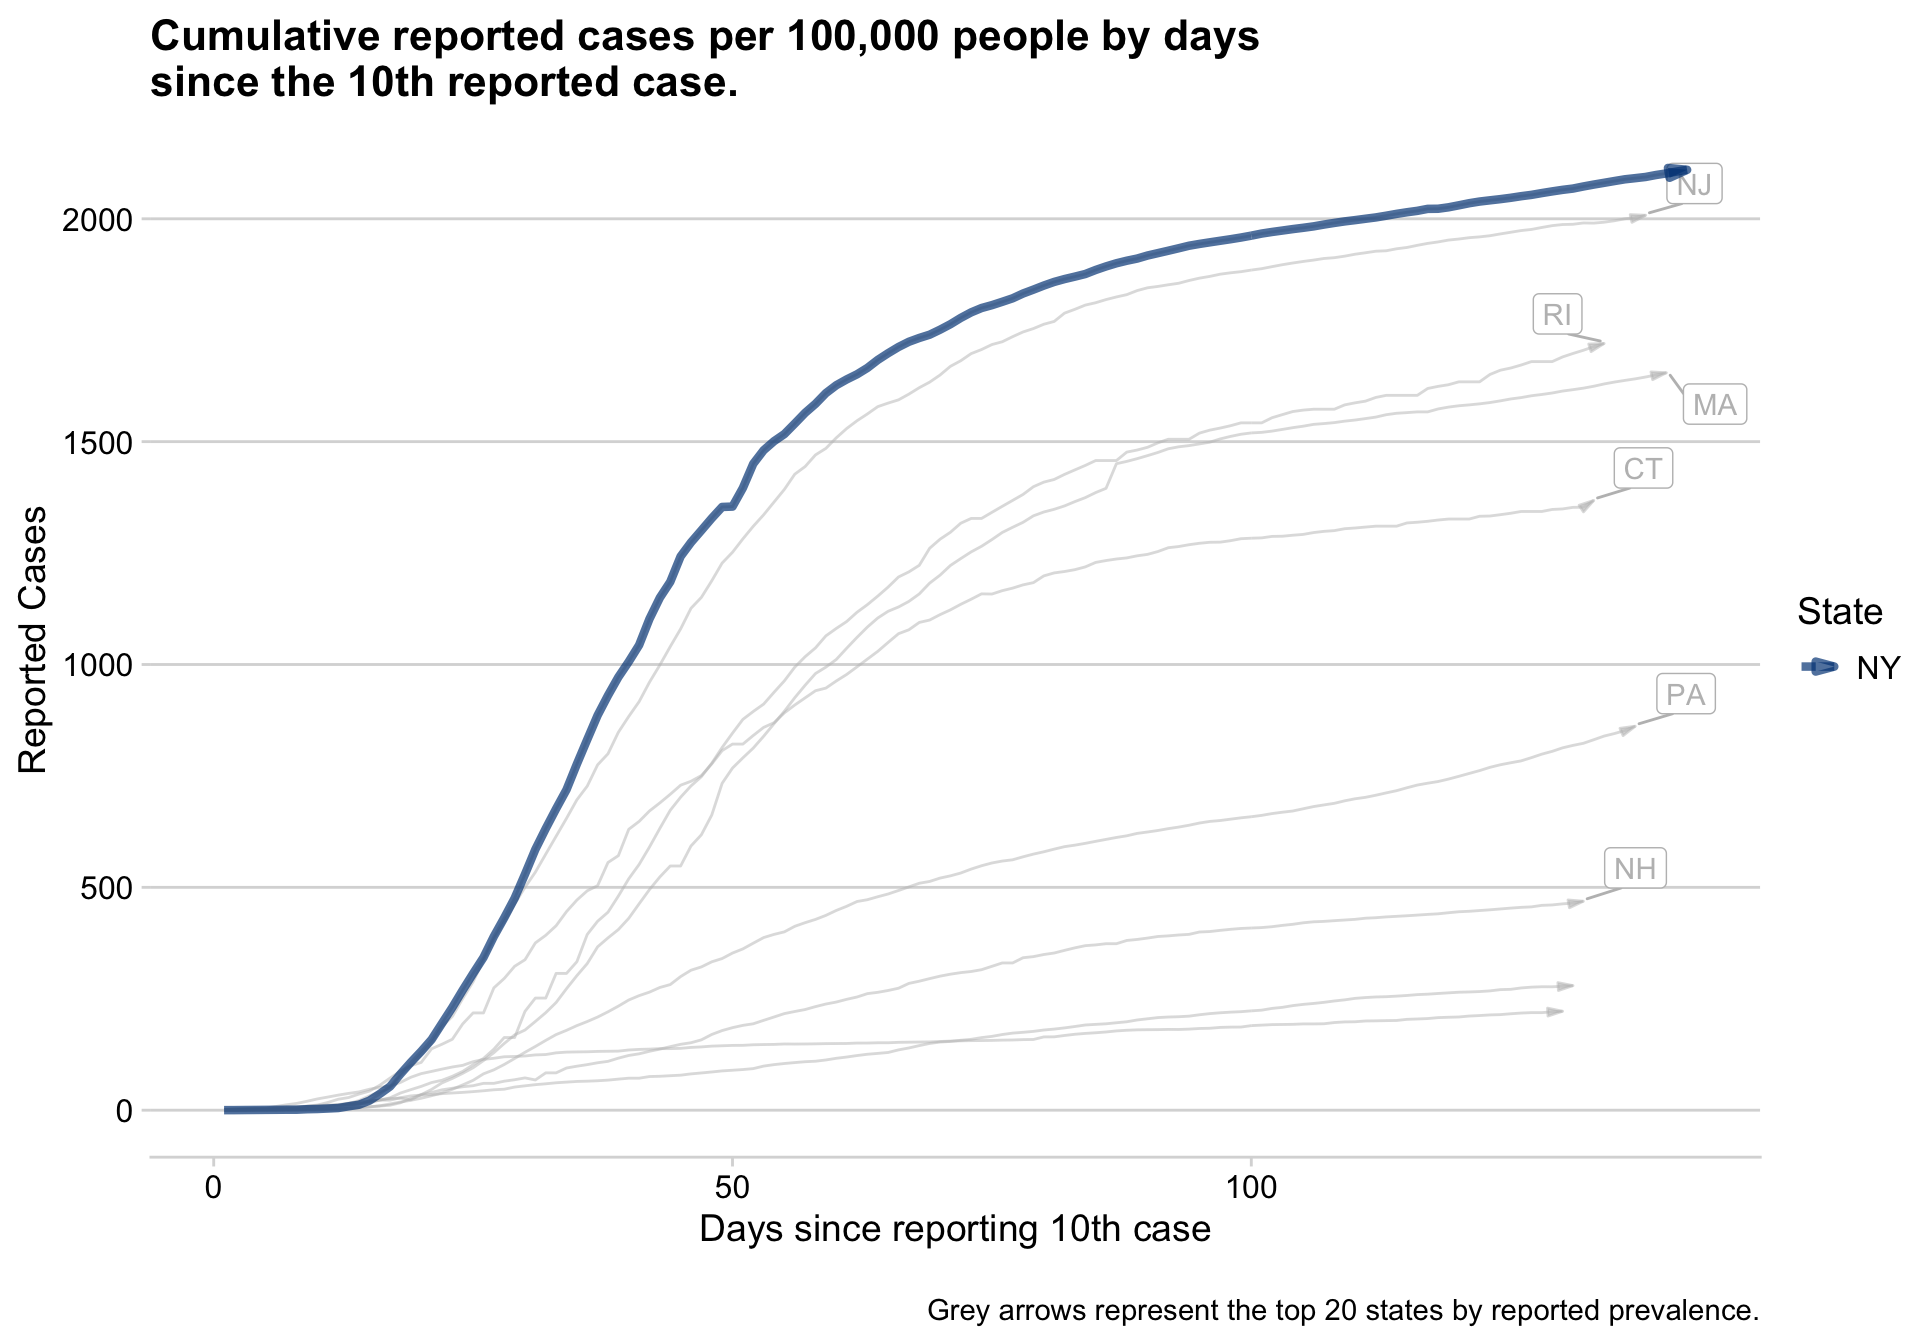 Cumulative reported cases per 100,000 people by days
since the 10th reported case.
NJ
2000
RI
MA
1500
CT
Reported Cases
State
1000
NY
PA
NH
500
0
0 50 100
Days since reporting 10th case
Grey arrows represent the top 20 states by reported prevalence.